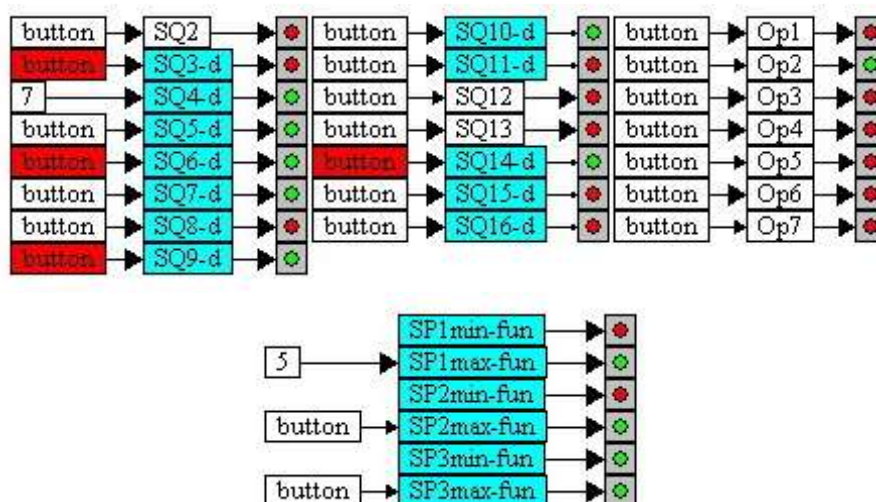 button SQ2 button SQ10-d button Op1
button SQ3-d button SQ11-d button Op2
7 SQ4-d button SQ12 button Op3
button SQ5-d button SQ13 button Op4
button SQ6-d button SQ14-d button Op5
button SQ7-d button SQ15-d button Op6
button SQ8-d button SQ16-d button Op7
button SQ9-d
SP1min-fun
5 SP1max-fun
SP2min-fun
button SP2max-fun
SP3min-fun
button SP3max-fun